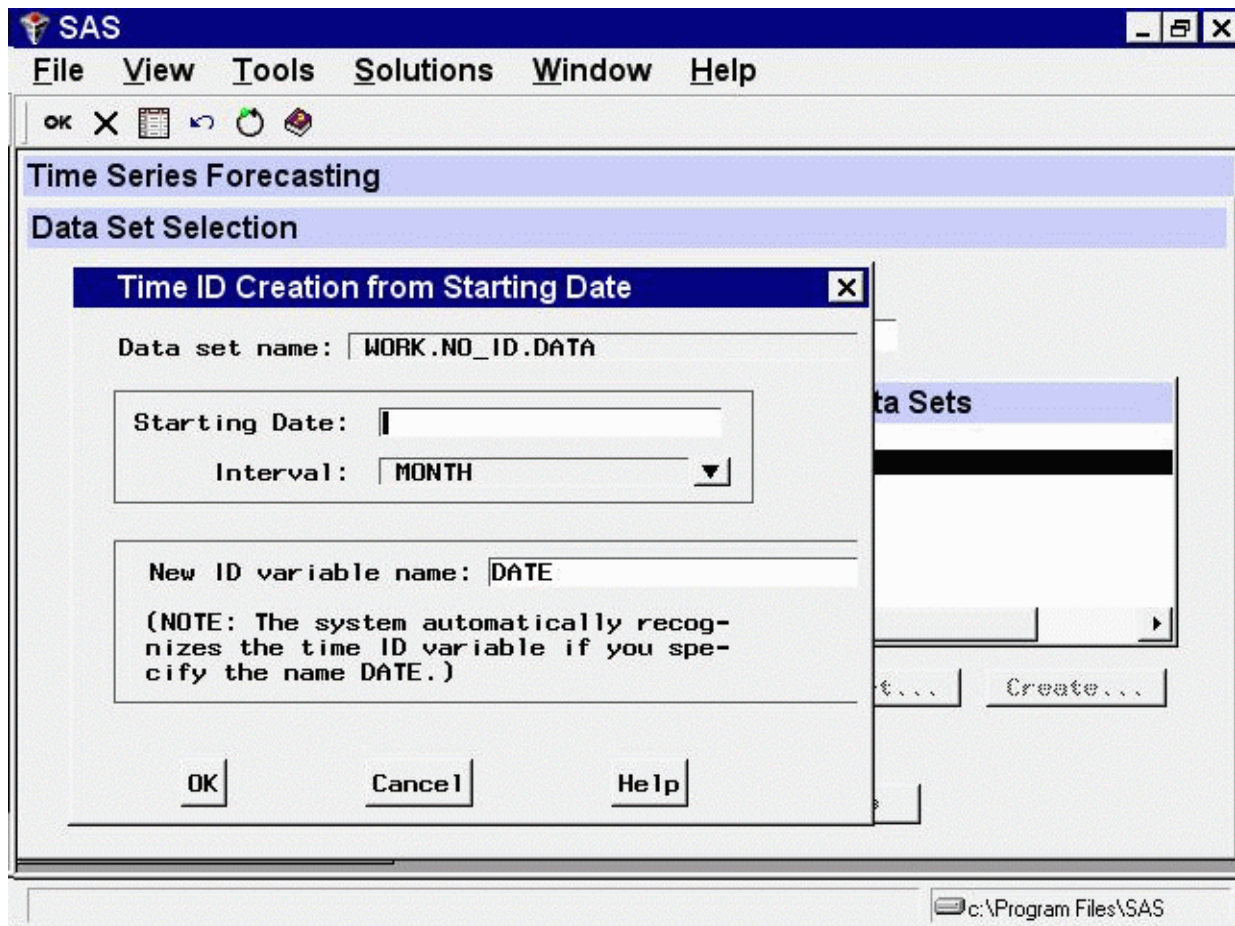 SAS
File View Tools Solutions Window Help
OK
Time Series Forecasting
Data Set Selection
Time ID Creation from Starting Date
Data set name: WORK.NO_ID.DATA
ta Sets
Starting Date:
Interval: MONTH
New ID variable name: DATE
(NOTE: The system automatically recog-
nizes the time ID variable if you spe-
cify the name DATE.)
t... Create...
OK Cancel Help
c:\Program Files\SAS